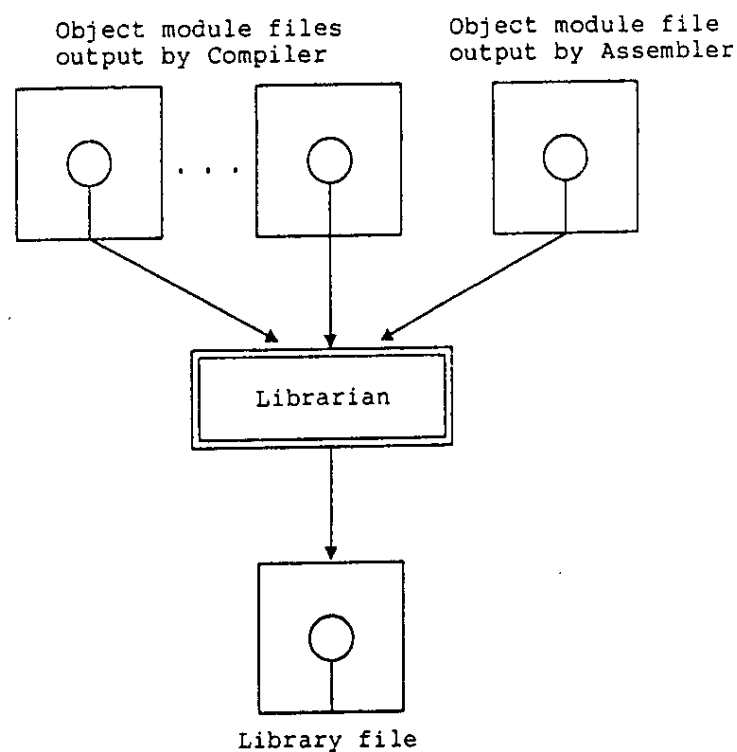 Object module files
output by Compiler
Object module file
output by Assembler
. . .
Librarian
Library file